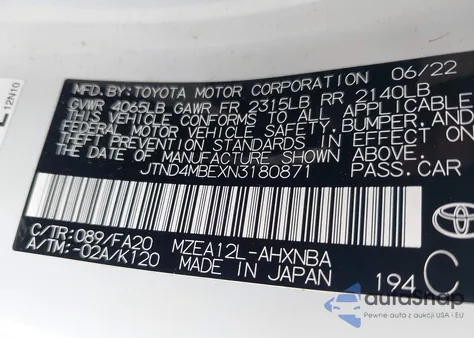 12N10
MFD.BY:TOYOTA MOTOR CORPORATION 06/22
GVWR 4065LB GAWR FR 2315LB RR 2140LB
THIS VEHICLE CONFORMS TO ALL APPLICABLE
FEDERAL MOTOR VEHICLE SAFETY, BUMPER, AND
THEFT PREVENTION STANDARDS IN EFFECT ON
THE DATE OF MANUFACTURE SHOWN ABOVE.
JTND4MBEXN3180871 PASS.CAR
C/TR:089/FA20 MZEA12L-AHXNBA
A/TM:-02A/K120 MADE IN JAPAN 194 C
TOYOTA
autosnap
Pewne auta z aukcji USA i EU